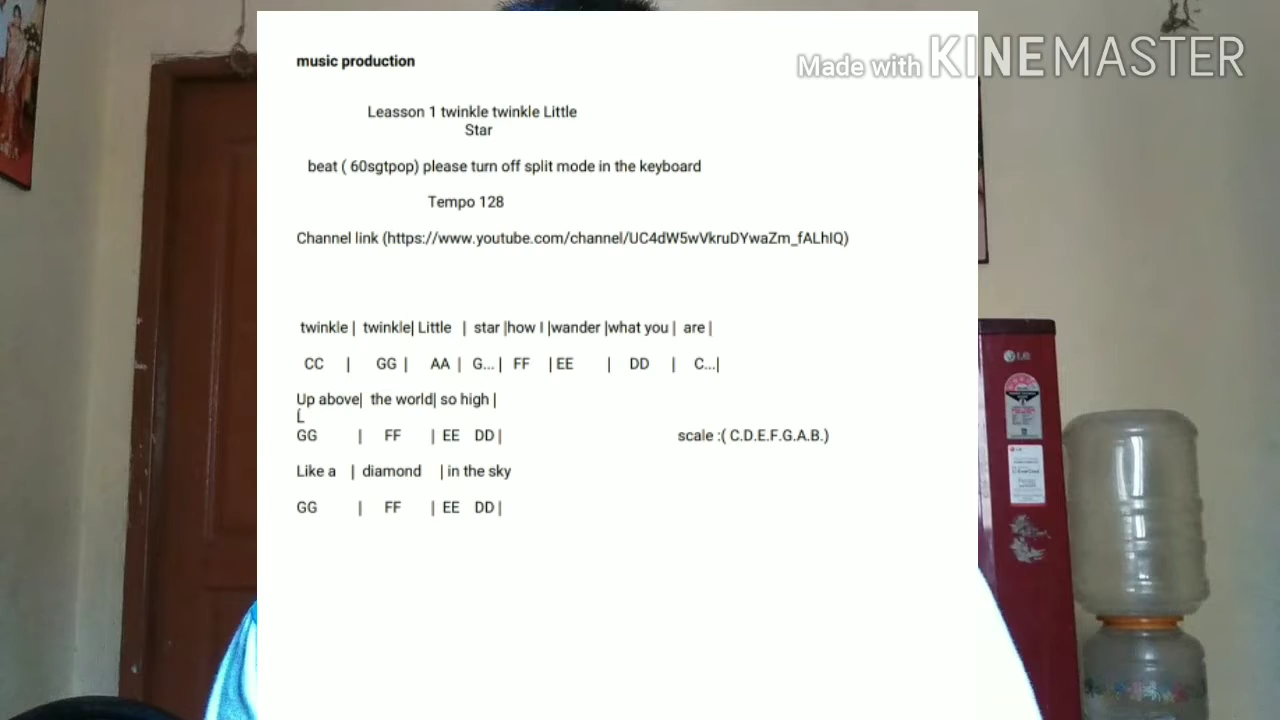 Made with KINEMASTER
music production
Leasson 1 twinkle twinkle Little
Star
beat ( 60sgtpop) please turn off split mode in the keyboard
Tempo 128
Channel link (https://www.youtube.com/channel/UC4dW5wVkruDYwaZm_fALhIQ)
twinkle | twinkle| Little | star |how I |wander |what you | are |
CC | GG | AA | G... | FF | EE | DD | C...|
Up above| the world| so high |
L
GG | FF | EE DD |
scale :( C.D.E.F.G.A.B.)
Like a | diamond | in the sky
GG | FF | EE DD |
LG
LG